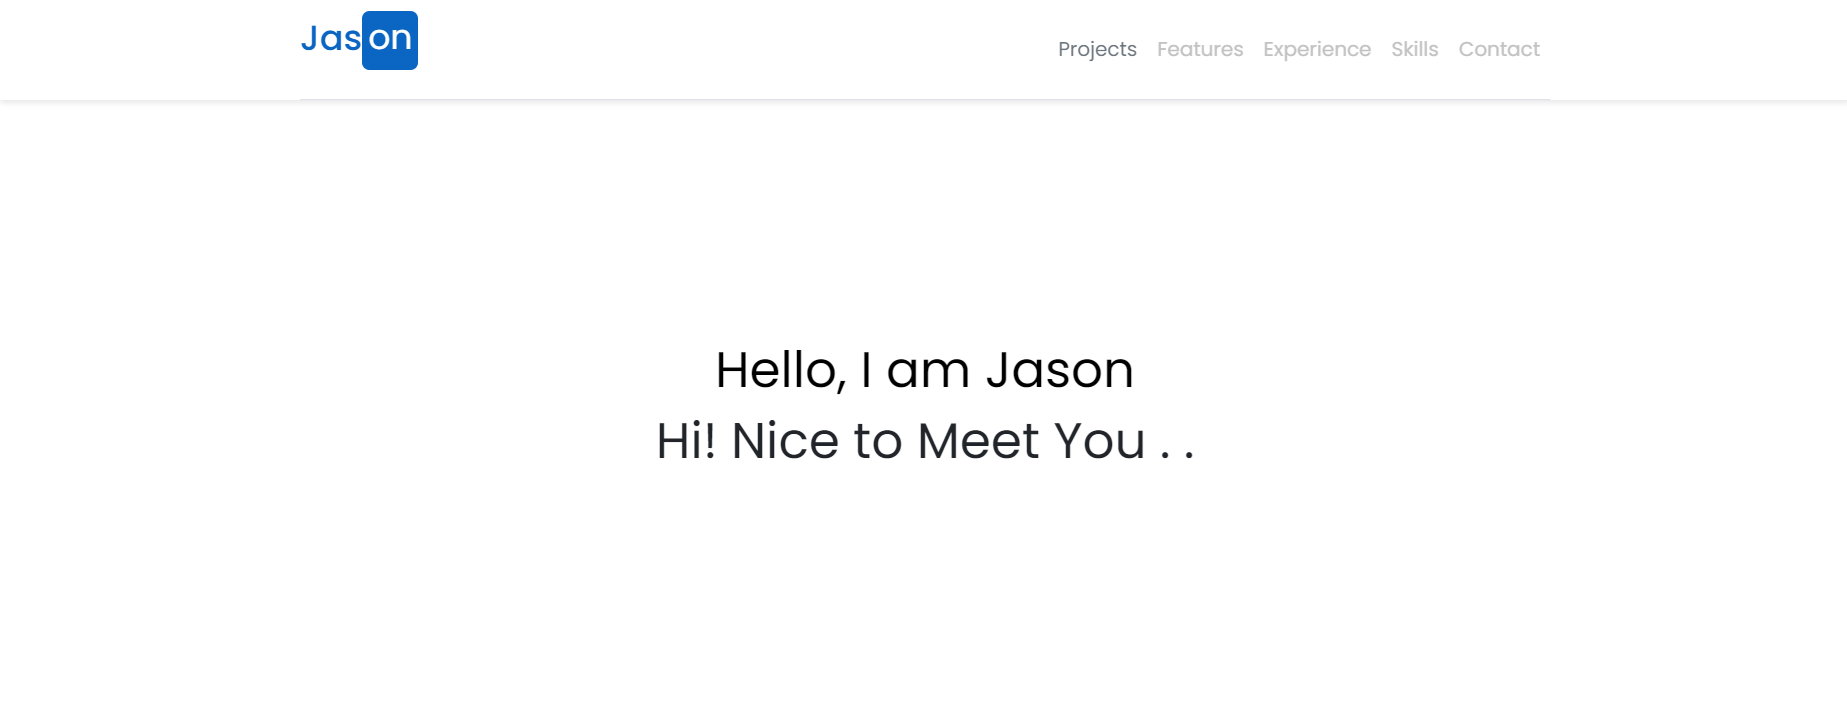 Jason
Projects Features Experience Skills Contact
Hello, I am Jason
Hi! Nice to Meet You . .